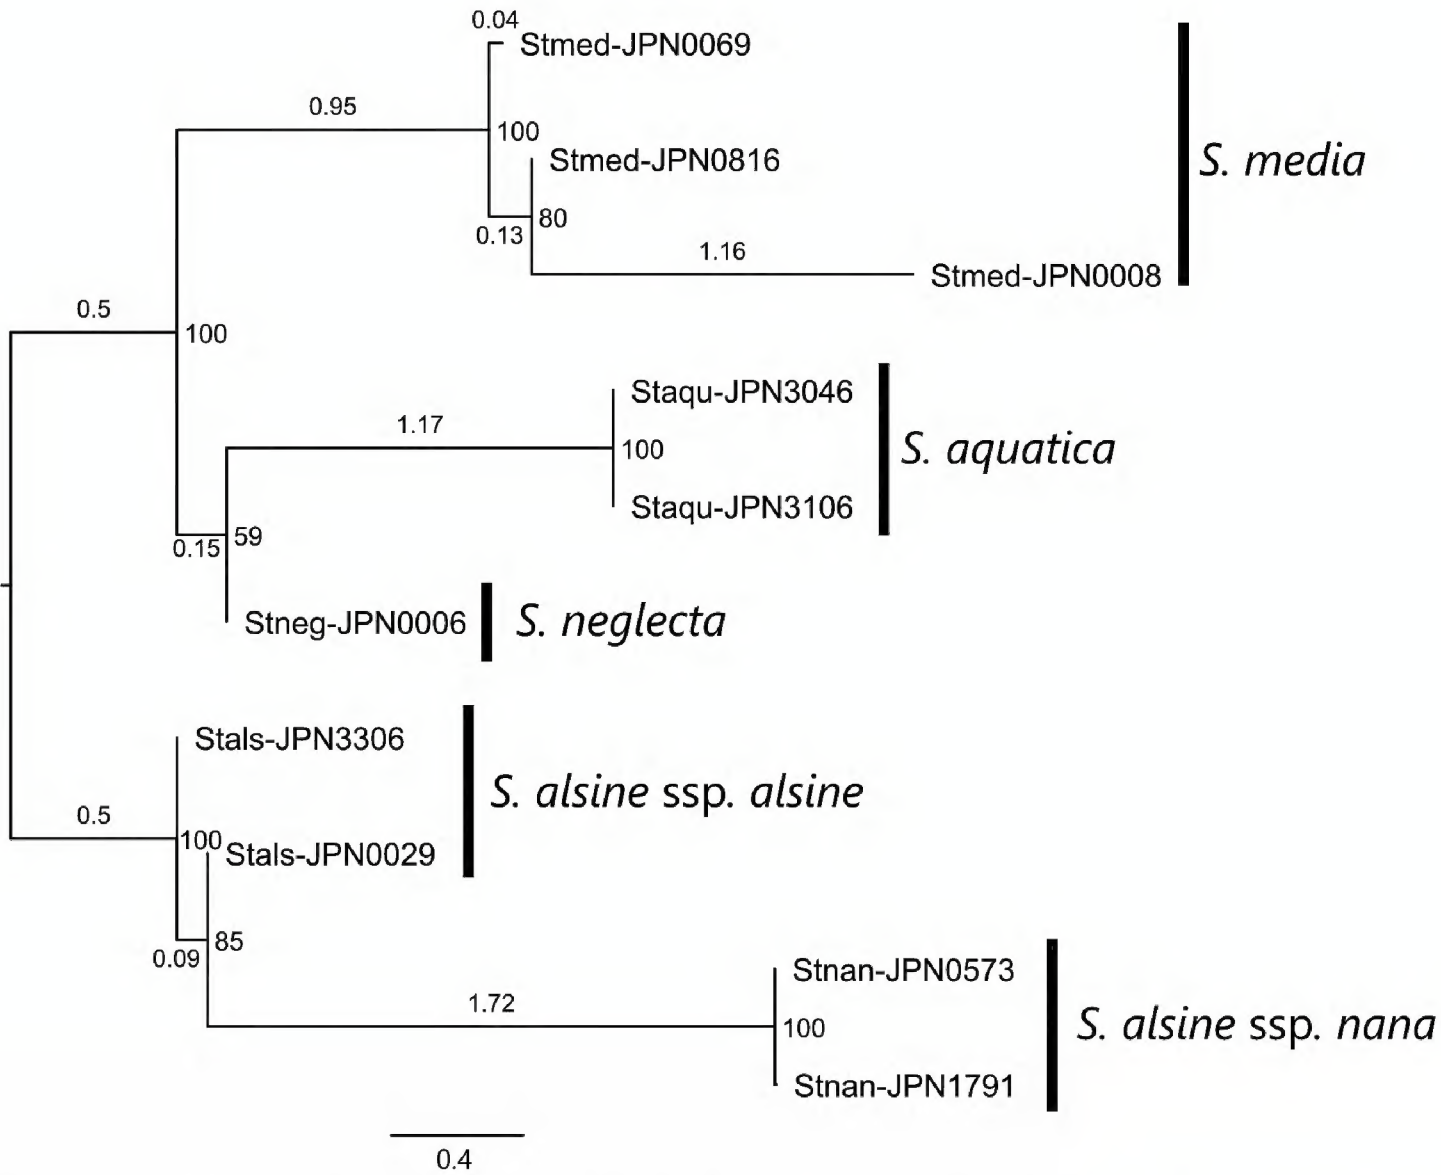 0.04
Stmed-JPN0069
0.95
100
Stmed-JPN0816
S. media
80
0.13
1.16
Stmed-JPN0008
0.5
100
Staqu-JPN3046
1.17
100
S. aquatica
Staqu-JPN3106
59
0.15
Stneg-JPN0006
S. neglecta
Stals-JPN3306
S. alsine ssp. alsine
0.5
100
Stals-JPN0029
85
0.09
Stnan-JPN0573
1.72
100
S. alsine ssp. nana
Stnan-JPN1791
0.4